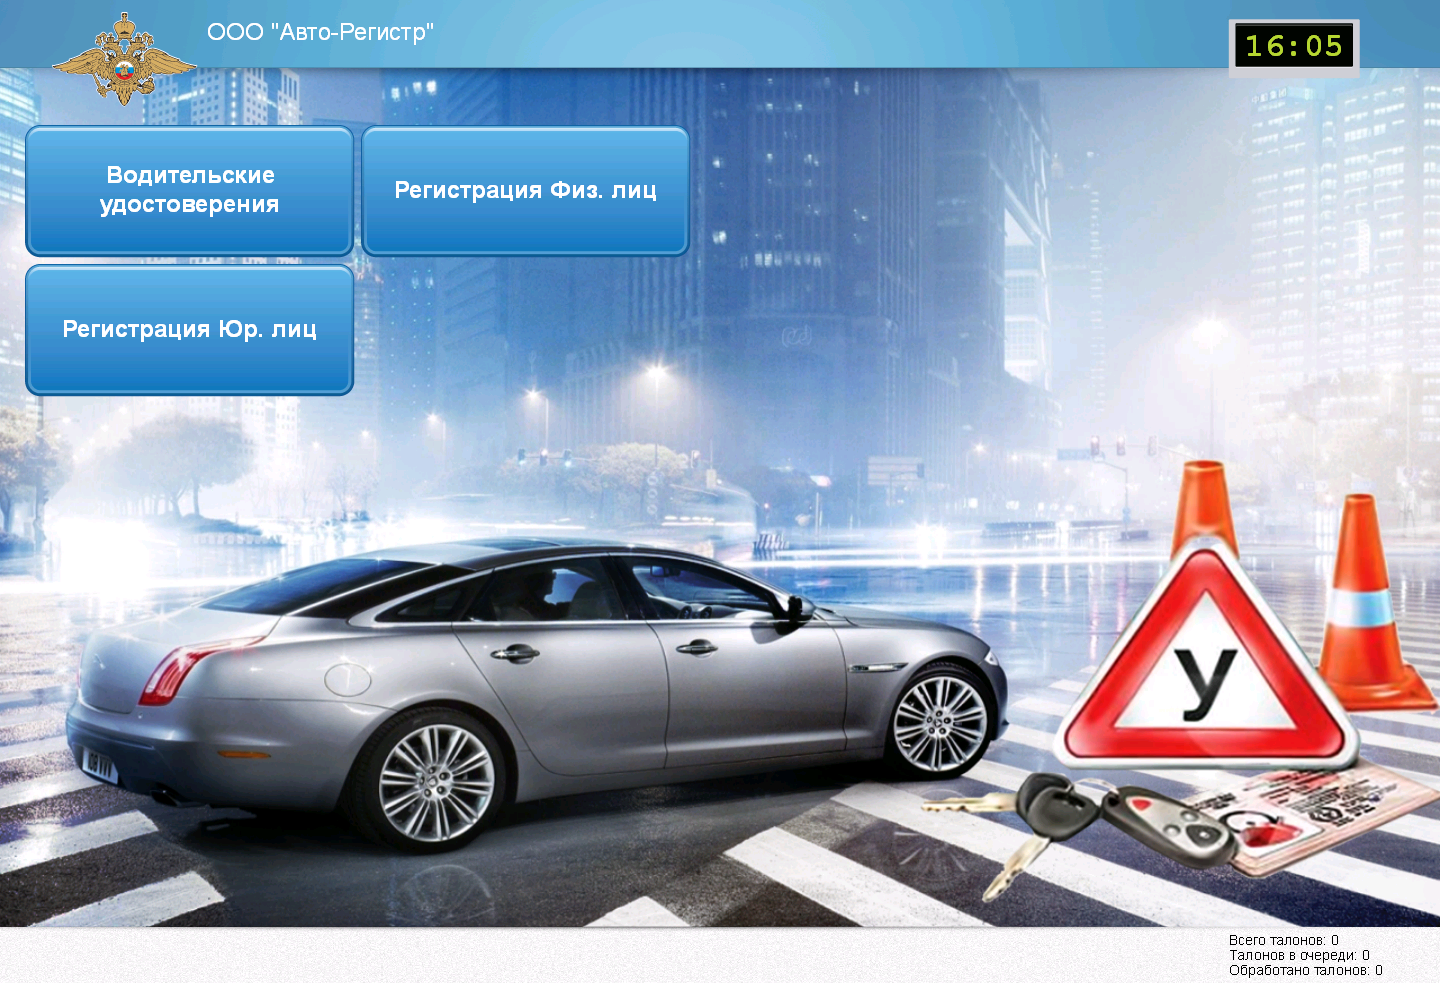 ООО "Авто-Регистр"
16:05
Водительские
удостоверения
Регистрация Физ. лиц
Регистрация Юр. лиц
У
Всего талонов: 0
Талонов в очереди: 0
Обработано талонов: 0